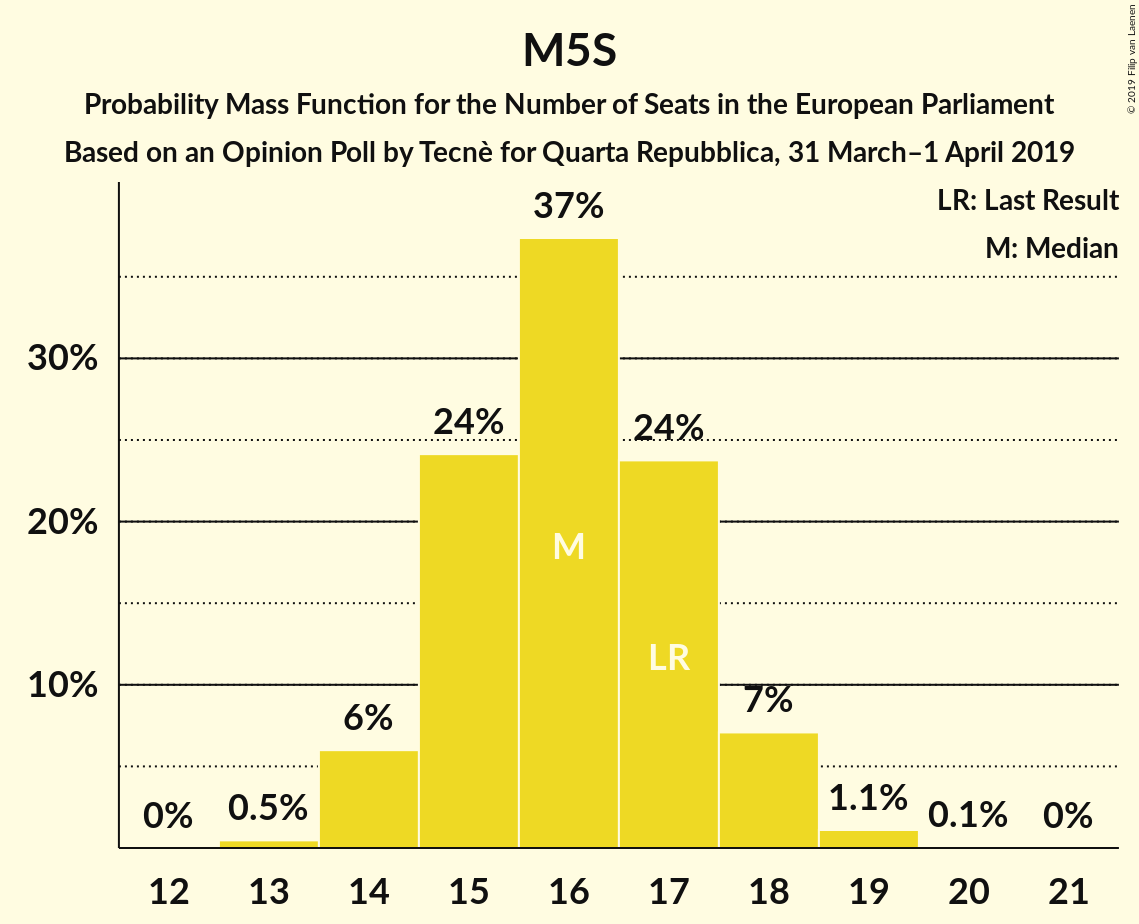 M5S
Probability Mass Function for the Number of Seats in the European Parliament
Based on an Opinion Poll by Tecnè for Quarta Repubblica, 31 March–1 April 2019
© 2019 Filip van Laenen
LR: Last Result
M: Median
37%
30%
24%
24%
20%
M
LR
10%
7%
6%
1.1%
0.5%
0%
0.1%
0%
12 13 14 15 16 17 18 19 20 21